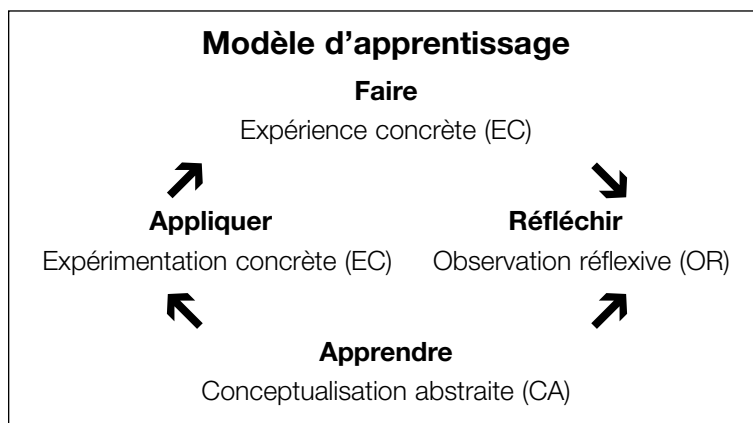 Modèle d’apprentissage
Faire
Expérience concrète (EC)
Appliquer
Expérimentation concrète (EC)
Réfléchir
Observation réflexive (OR)
Apprendre
Conceptualisation abstraite (CA)